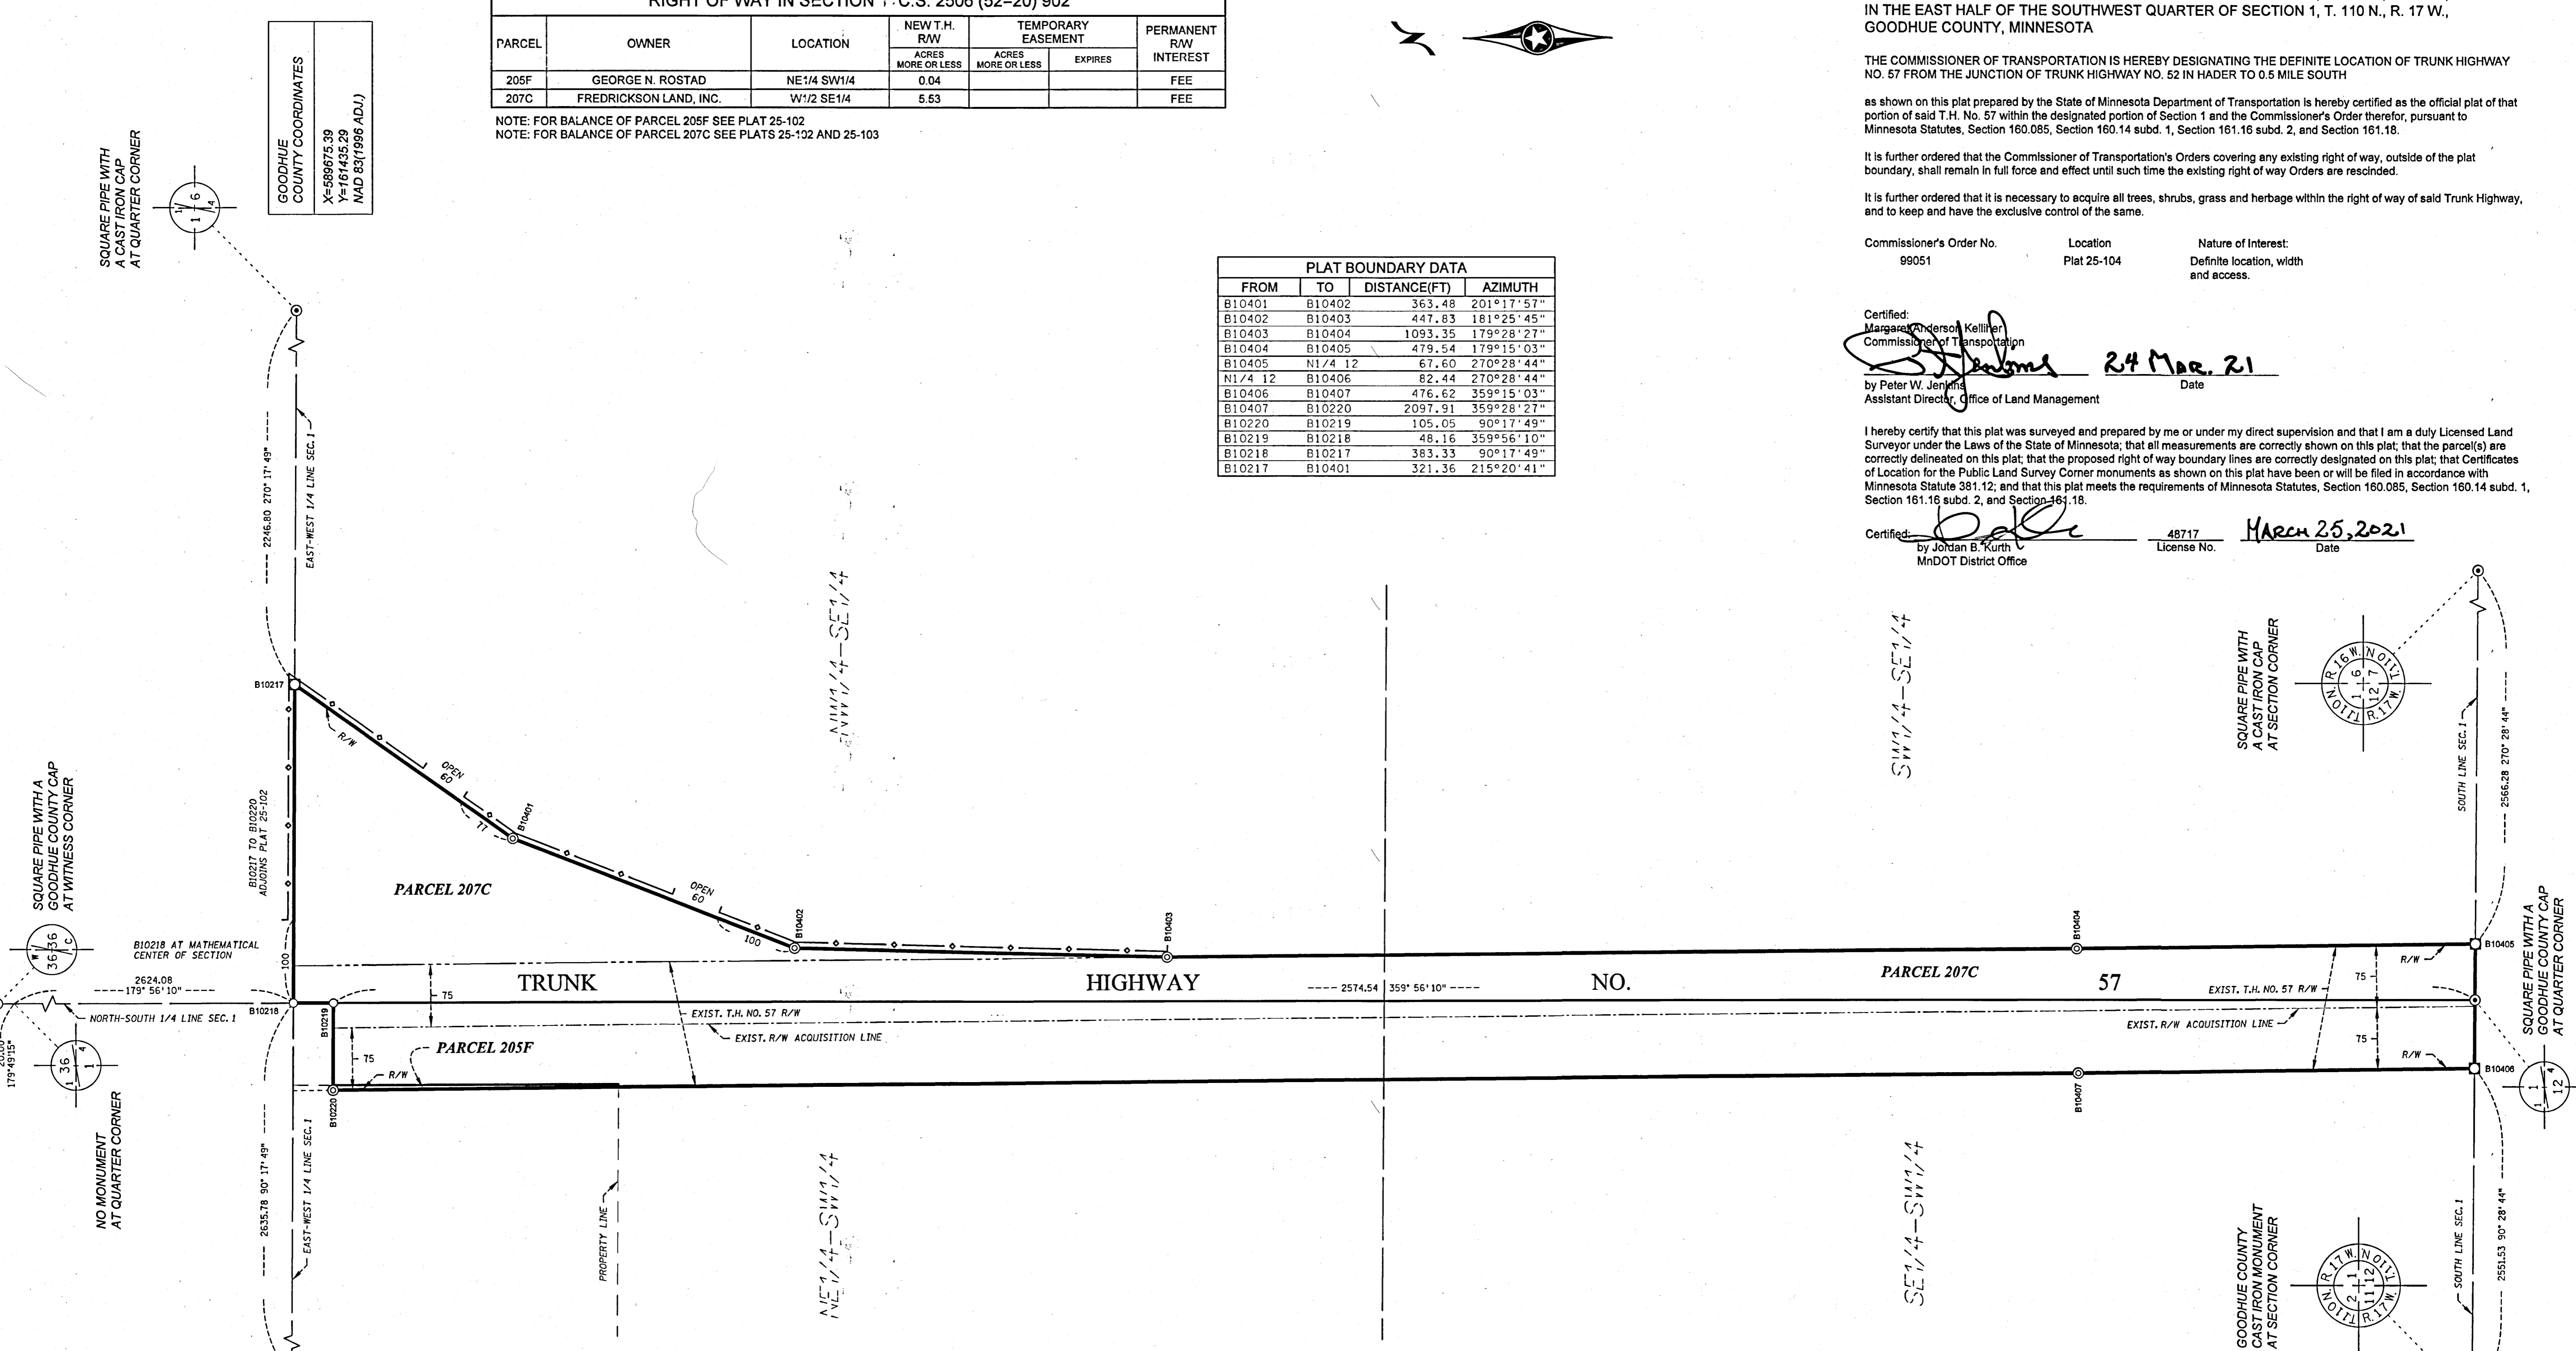 RIGHT OF WAY IN SECTION 1 C.S. 2506 (52-20) 902
PARCEL OWNER LOCATION NEW T.H. R/W ACRES MORE OR LESS TEMPORARY EASEMENT ACRES MORE OR LESS EXPIRES PERMANENT R/W INTEREST
205F GEORGE N. ROSTAD NE1/4 SW1/4 0.04 FEE
207C FREDRICKSON LAND, INC. W1/2 SE1/4 5.53 FEE
NOTE: FOR BALANCE OF PARCEL 205F SEE PLAT 25-102
NOTE: FOR BALANCE OF PARCEL 207C SEE PLATS 25-102 AND 25-103
GOODHUE
COUNTY COORDINATES
X=589675.39
Y=161435.29
NAD 83(1996 ADJ.)
SQUARE PIPE WITH
A CAST IRON CAP
AT QUARTER CORNER
1 6
1 4
IN THE EAST HALF OF THE SOUTHWEST QUARTER OF SECTION 1, T. 110 N., R. 17 W.,
GOODHUE COUNTY, MINNESOTA
THE COMMISSIONER OF TRANSPORTATION IS HEREBY DESIGNATING THE DEFINITE LOCATION OF TRUNK HIGHWAY
NO. 57 FROM THE JUNCTION OF TRUNK HIGHWAY NO. 52 IN HADER TO 0.5 MILE SOUTH
as shown on this plat prepared by the State of Minnesota Department of Transportation is hereby certified as the official plat of that
portion of said T.H. No. 57 within the designated portion of Section 1 and the Commissioner's Order therefor, pursuant to
Minnesota Statutes, Section 160.085, Section 160.14 subd. 1, Section 161.16 subd. 2, and Section 161.18.
It is further ordered that the Commissioner of Transportation's Orders covering any existing right of way, outside of the plat
boundary, shall remain in full force and effect until such time the existing right of way Orders are rescinded.
It is further ordered that it is necessary to acquire all trees, shrubs, grass and herbage within the right of way of said Trunk Highway,
and to keep and have the exclusive control of the same.
Commissioner's Order No. Location Nature of Interest:
99051 Plat 25-104 Definite location, width
and access.
Certified:
Margaret Anderson Kelliher
Commissioner of Transportation
24 MAR. 21
by Peter W. Jenkins Date
Assistant Director, Office of Land Management
I hereby certify that this plat was surveyed and prepared by me or under my direct supervision and that I am a duly Licensed Land
Surveyor under the Laws of the State of Minnesota; that all measurements are correctly shown on this plat; that the parcel(s) are
correctly delineated on this plat; that the proposed right of way boundary lines are correctly designated on this plat; that Certificates
of Location for the Public Land Survey Corner monuments as shown on this plat have been or will be filed in accordance with
Minnesota Statute 381.12; and that this plat meets the requirements of Minnesota Statutes, Section 160.085, Section 160.14 subd. 1,
Section 161.16 subd. 2, and Section 161.18.
Certified: 48717 MARCH 25, 2021
by Jordan B. Kurth License No. Date
MnDOT District Office
PLAT BOUNDARY DATA
FROM TO DISTANCE(FT) AZIMUTH
B10401 B10402 363.48 201°17'57"
B10402 B10403 447.83 181°25'45"
B10403 B10404 1093.35 179°28'27"
B10404 B10405 479.54 179°15'03"
B10405 N1/4 12 67.60 270°28'44"
N1/4 12 B10406 82.44 270°28'44"
B10406 B10407 476.62 359°15'03"
B10407 B10220 2097.91 359°28'27"
B10220 B10219 105.05 90°17'49"
B10219 B10218 48.16 359°56'10"
B10218 B10217 383.33 90°17'49"
B10217 B10401 321.36 215°20'41"
2246.80 270° 17' 49"
EAST-WEST 1/4 LINE SEC. 1
B10217
R/W
OPEN
60
77
B10401
B10217 TO B10220
ADJOINS PLAT 25-102
SQUARE PIPE WITH A
GOODHUE COUNTY CAP
AT WITNESS CORNER
W
36 36
C
PARCEL 207C
OPEN
60
100
B10402
B10403
NW1/4-SE1/4
SW1/4-SE1/4
SQUARE PIPE WITH
A CAST IRON CAP
AT SECTION CORNER
T110N. R.16W. T110N. R.17W.
1 6
12 7
SOUTH LINE SEC. 1
2566.28 270° 28' 44"
B10404
B10405
B10218 AT MATHEMATICAL
CENTER OF SECTION
2624.08
179° 56' 10"
NORTH-SOUTH 1/4 LINE SEC. 1
100
B10218
B10219
TRUNK HIGHWAY NO. 57
2574.54 359° 56' 10"
PARCEL 207C
75
EXIST. T.H. NO. 57 R/W
EXIST. R/W ACQUISITION LINE
PARCEL 205F
75
R/W
B10220
179°49'15"
1 36
1 4
NO MONUMENT
AT QUARTER CORNER
R/W
75
EXIST. T.H. NO. 57 R/W
EXIST. R/W ACQUISITION LINE
75
R/W
B10406
B10407
SQUARE PIPE WITH A
GOODHUE COUNTY CAP
AT QUARTER CORNER
1 1
12 4
2635.78 90° 17' 49"
EAST-WEST 1/4 LINE SEC. 1
PROPERTY LINE
NE1/4-SW1/4
SE1/4-SW1/4
GOODHUE COUNTY
CAST IRON MONUMENT
AT SECTION CORNER
T110N. R.17W. T110N. R.17W.
2 1
11 12
SOUTH LINE SEC. 1
2551.53 90° 28' 44"